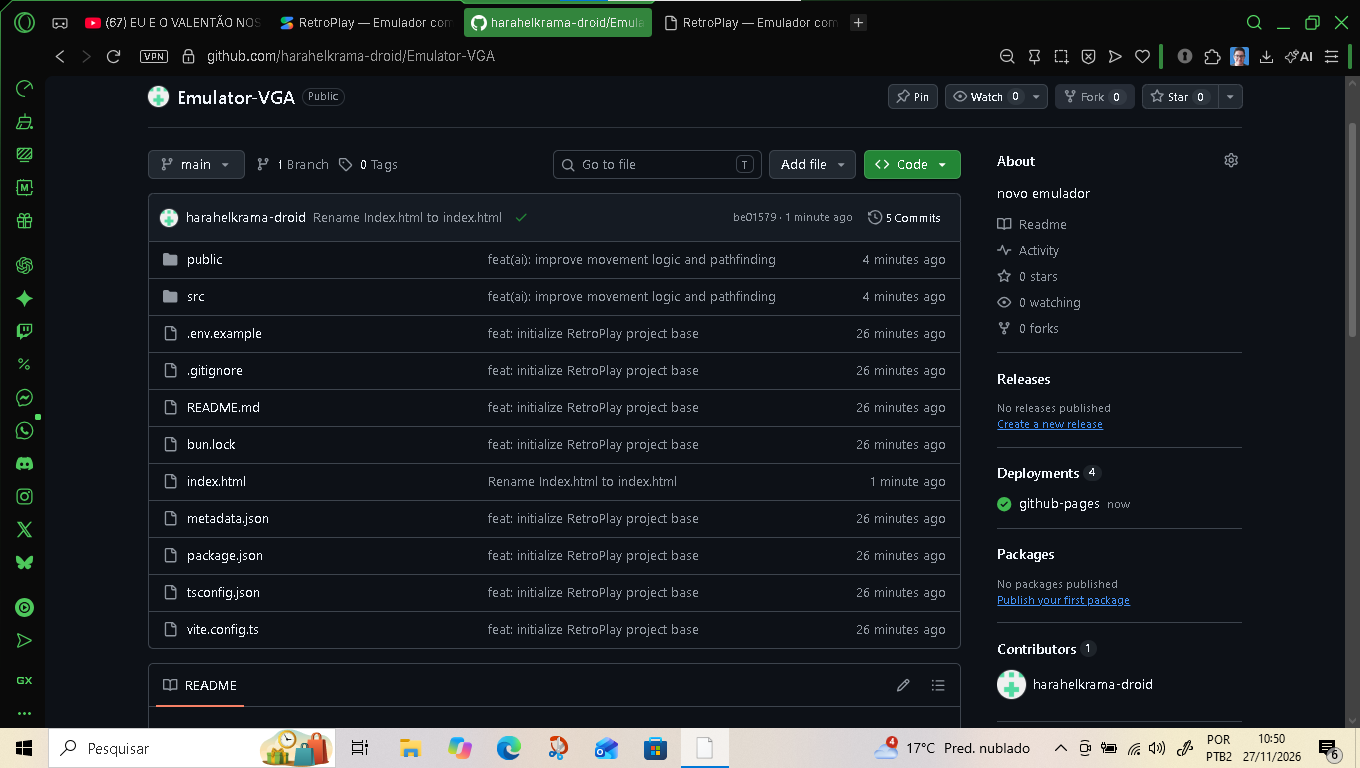 (67) EU E O VALENTÃO NOS
RetroPlay — Emulador com
harahelkrama-droid/Emula
RetroPlay — Emulador com
VPN
github.com/harahelkrama-droid/Emulator-VGA
AI
Emulator-VGA Public
Pin
Watch 0
Fork 0
Star 0
main
1 Branch
0 Tags
Go to file
T
Add file
Code
About
novo emulador
Readme
Activity
0 stars
0 watching
0 forks
harahelkrama-droid Rename Index.html to index.html be01579 · 1 minute ago 5 Commits
public feat(ai): improve movement logic and pathfinding 4 minutes ago
src feat(ai): improve movement logic and pathfinding 4 minutes ago
.env.example feat: initialize RetroPlay project base 26 minutes ago
.gitignore feat: initialize RetroPlay project base 26 minutes ago
README.md feat: initialize RetroPlay project base 26 minutes ago
bun.lock feat: initialize RetroPlay project base 26 minutes ago
index.html Rename Index.html to index.html 1 minute ago
metadata.json feat: initialize RetroPlay project base 26 minutes ago
package.json feat: initialize RetroPlay project base 26 minutes ago
tsconfig.json feat: initialize RetroPlay project base 26 minutes ago
vite.config.ts feat: initialize RetroPlay project base 26 minutes ago
README
Releases
No releases published
Create a new release
Deployments 4
github-pages now
Packages
No packages published
Publish your first package
Contributors 1
harahelkrama-droid
M
GX
Pesquisar
4
17°C Pred. nublado
POR
PTB2
10:50
27/11/2026
6